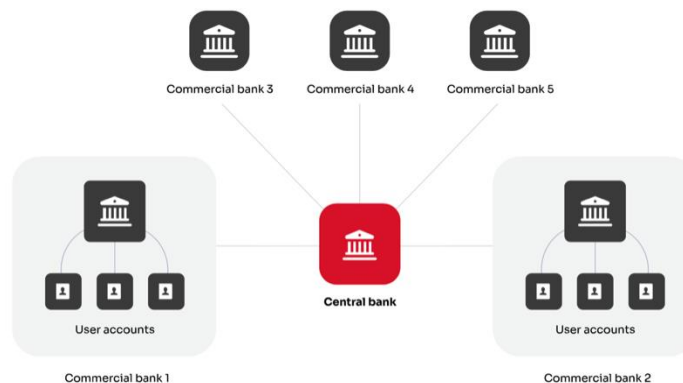 Commercial bank 3
Commercial bank 4
Commercial bank 5
Central bank
User accounts
User accounts
Commercial bank 1
Commercial bank 2